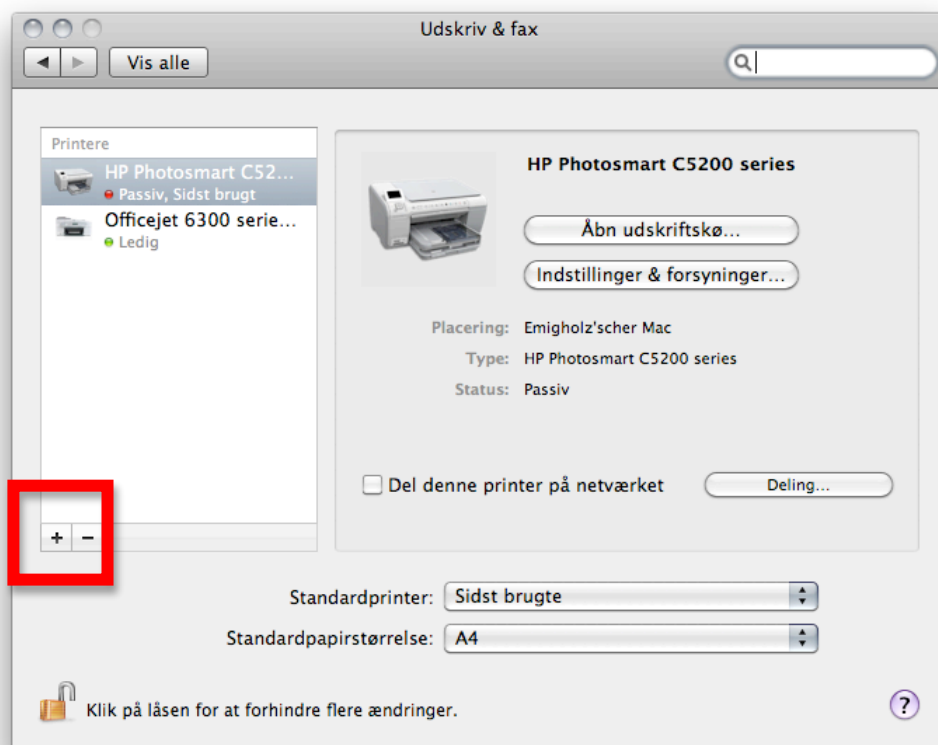 Udskriv & fax
Vis alle
Printere
HP Photosmart C52...
Passiv, Sidst brugt
Officejet 6300 serie...
Ledig
+ −
HP Photosmart C5200 series
Åbn udskriftskø...
Indstillinger & forsyninger...
Placering: Emigholz'scher Mac
Type: HP Photosmart C5200 series
Status: Passiv
Del denne printer på netværket
Deling...
Standardprinter: Sidst brugte
Standardpapirstørrelse: A4
Klik på låsen for at forhindre flere ændringer.
?